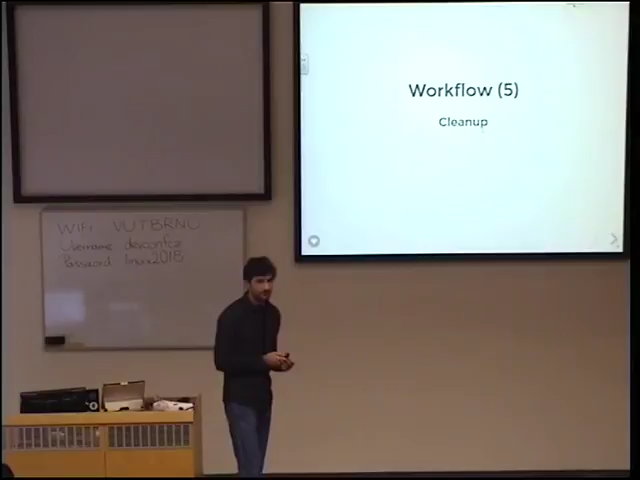 Workflow (5)
Cleanup
WiFi VUTBRNO
Username devconfcz
Password linux2018